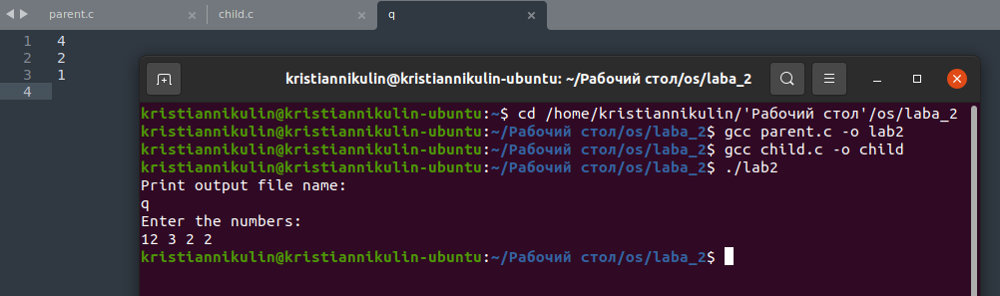 parent.c child.c q
1 4
2 2
3 1
4
kristiannikulin@kristiannikulin-ubuntu: ~/Рабочий стол/os/laba_2
kristiannikulin@kristiannikulin-ubuntu:~$ cd /home/kristiannikulin/'Рабочий стол'/os/laba_2
kristiannikulin@kristiannikulin-ubuntu:~/Рабочий стол/os/laba_2$ gcc parent.c -o lab2
kristiannikulin@kristiannikulin-ubuntu:~/Рабочий стол/os/laba_2$ gcc child.c -o child
kristiannikulin@kristiannikulin-ubuntu:~/Рабочий стол/os/laba_2$ ./lab2
Print output file name:
q
Enter the numbers:
12 3 2 2
kristiannikulin@kristiannikulin-ubuntu:~/Рабочий стол/os/laba_2$